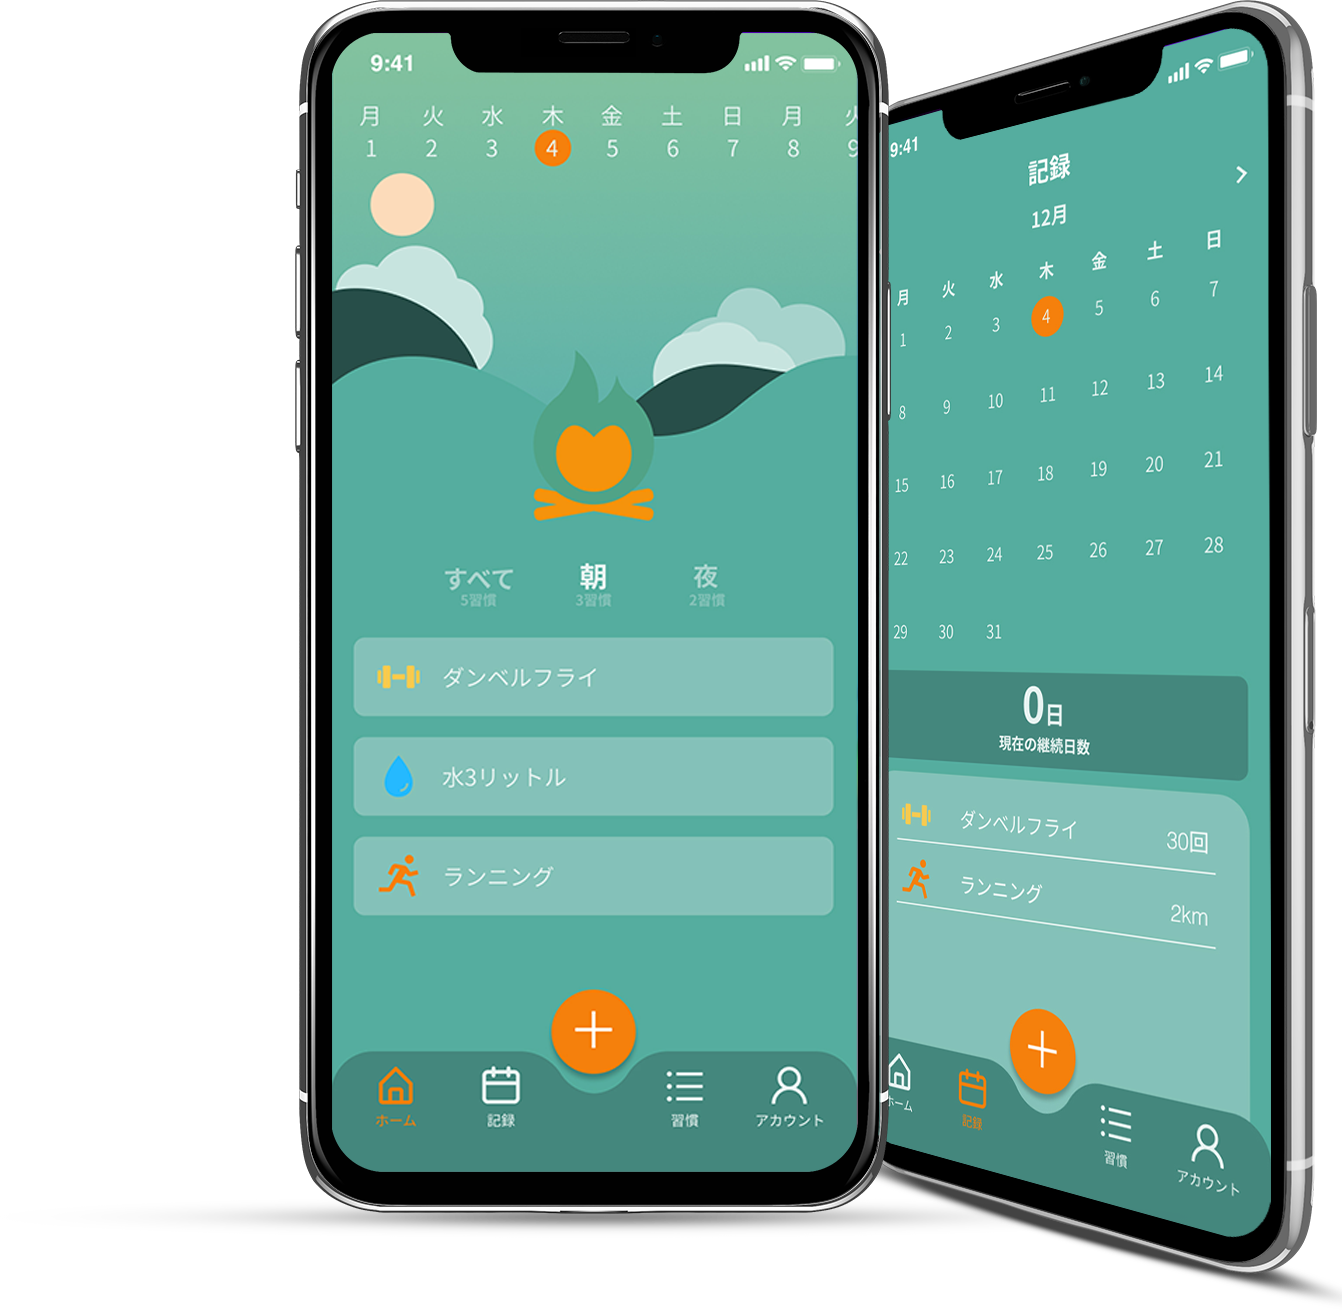 9:41
月 火 水 木 金 土 日 月 火
1 2 3 4 5 6 7 8 9
すべて 朝 夜
5習慣 3習慣 2習慣
ダンベルフライ
水3リットル
ランニング
ホーム 記録 習慣 アカウント
9:41
記録
12月
月 火 水 木 金 土 日
1 2 3 4 5 6 7
8 9 10 11 12 13 14
15 16 17 18 19 20 21
22 23 24 25 26 27 28
29 30 31
0日
現在の継続日数
ダンベルフライ 30回
ランニング 2km
ホーム 記録 習慣 アカウント